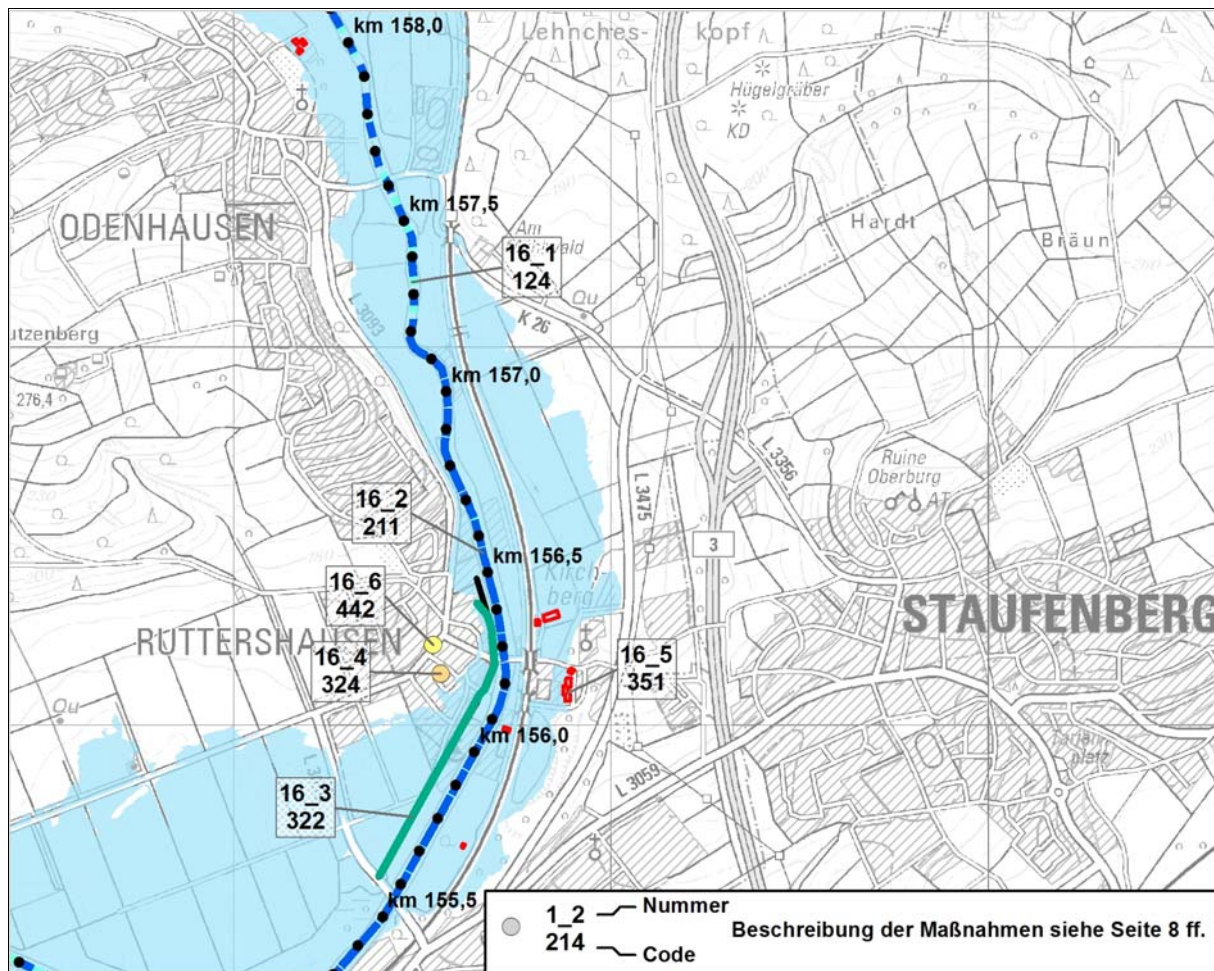 km 158,0
Lehnches-
kopf
Hügelgräber
KD
ODENHAUSEN
km 157,5
Am
Hardt
Bräun
16_1
124
Qu
K 26
L 3093
utzenberg
276,4
km 157,0
L 3356
Ruine
Oberburg
AT
L 3475
16_2
211
km 156,5
3
Kirch-
berg
16_6
442
STAUFENBERG
RUTTERSHAUSEN
16_4
324
16_5
351
Qu
km 156,0
platz
L 3059
16_3
322
km 155,5
1_2
Nummer
214
Code
Beschreibung der Maßnahmen siehe Seite 8 ff.